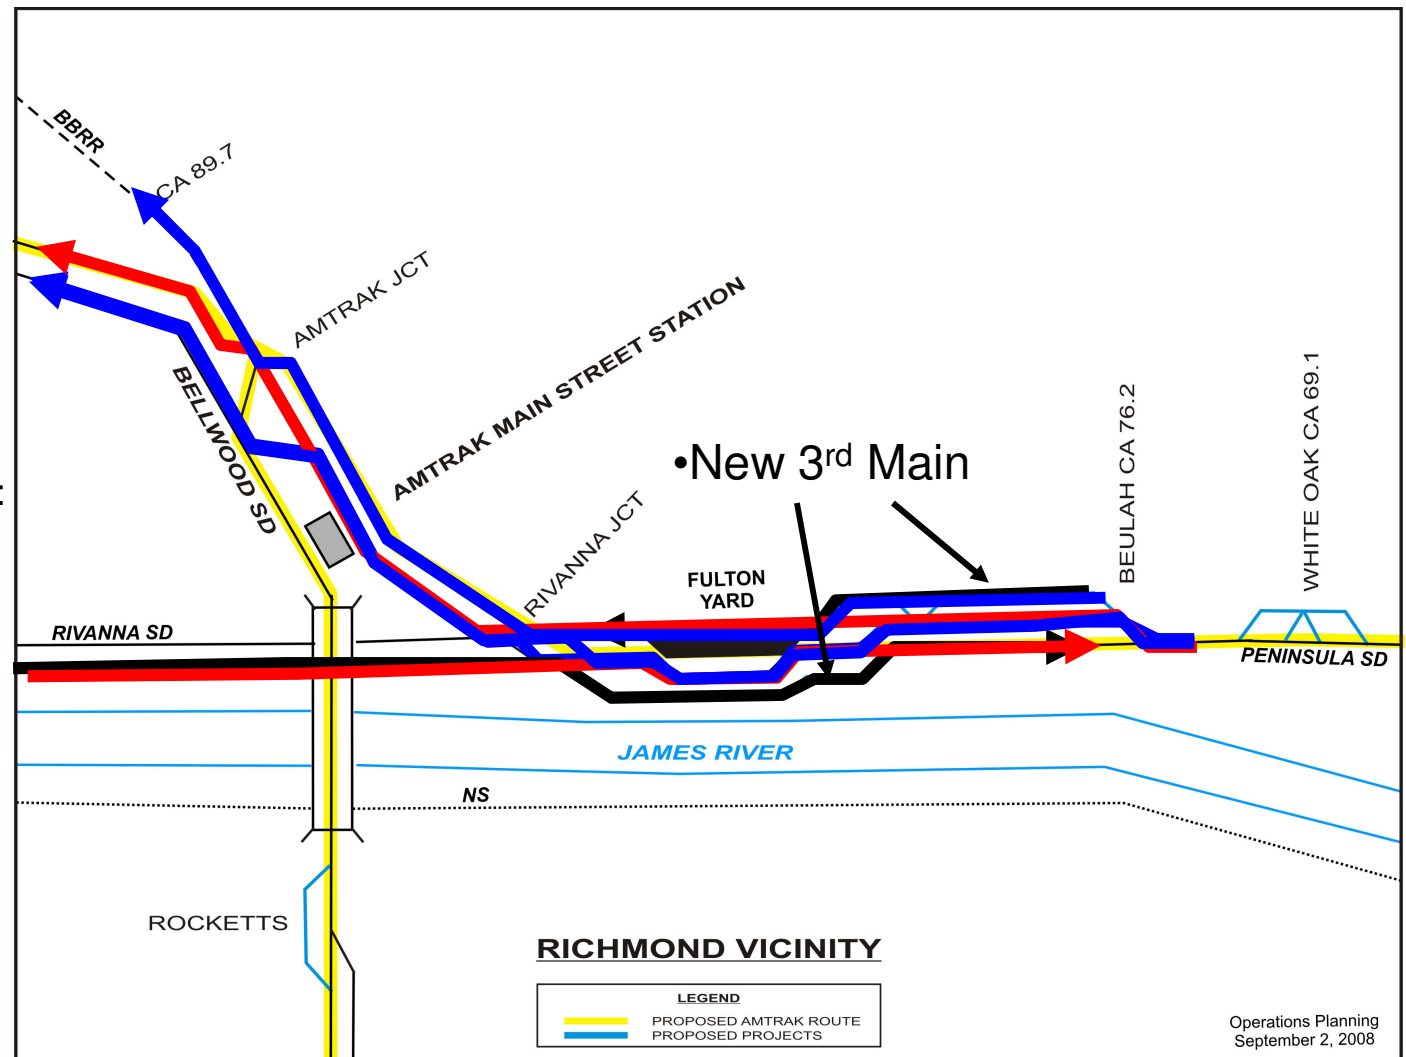 BBRR
CA 89.7
AMTRAK JCT
AMTRAK MAIN STREET STATION
BELLWOOD SD
•New 3rd Main
RIVANNA JCT
BEULAH CA 76.2
WHITE OAK CA 69.1
FULTON
YARD
RIVANNA SD
PENINSULA SD
JAMES RIVER
NS
ROCKETTS
RICHMOND VICINITY
LEGEND
PROPOSED AMTRAK ROUTE
PROPOSED PROJECTS
Operations Planning
September 2, 2008